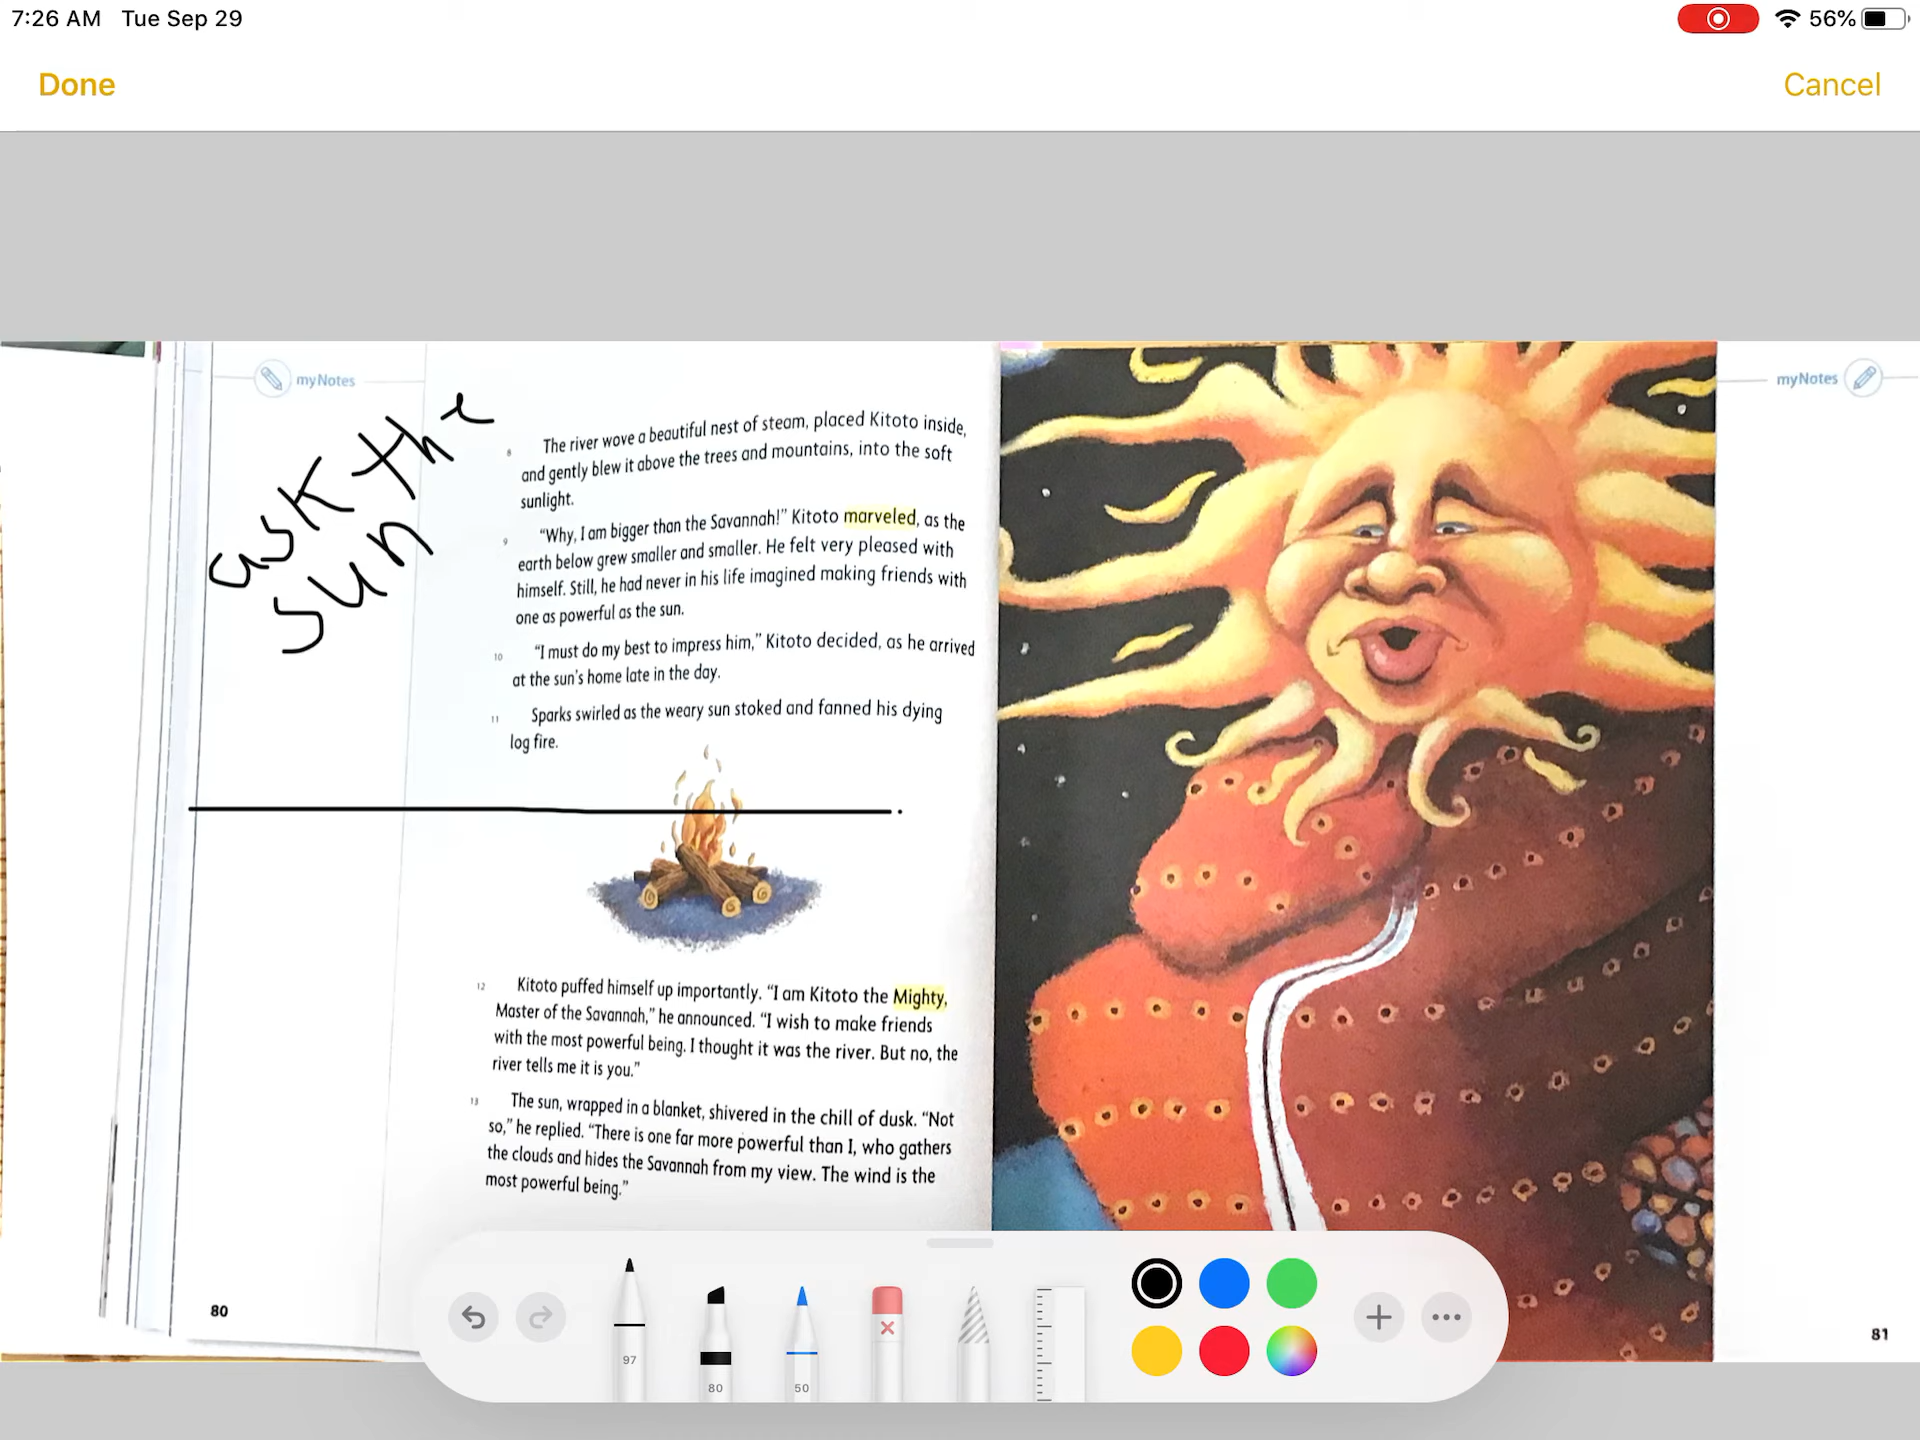 7:26 AM Tue Sep 29
56%
Done
Cancel
myNotes
ask the
sun
8 The river wove a beautiful nest of steam, placed Kitoto inside,
and gently blew it above the trees and mountains, into the soft
sunlight.
9 “Why, I am bigger than the Savannah!” Kitoto marveled, as the
earth below grew smaller and smaller. He felt very pleased with
himself. Still, he had never in his life imagined making friends with
one as powerful as the sun.
10 “I must do my best to impress him,” Kitoto decided, as he arrived
at the sun’s home late in the day.
11 Sparks swirled as the weary sun stoked and fanned his dying
log fire.
12 Kitoto puffed himself up importantly. “I am Kitoto the Mighty,
Master of the Savannah,” he announced. “I wish to make friends
with the most powerful being. I thought it was the river. But no, the
river tells me it is you.”
13 The sun, wrapped in a blanket, shivered in the chill of dusk. “Not
so,” he replied. “There is one far more powerful than I, who gathers
the clouds and hides the Savannah from my view. The wind is the
most powerful being.”
80
myNotes
81
97
80
50